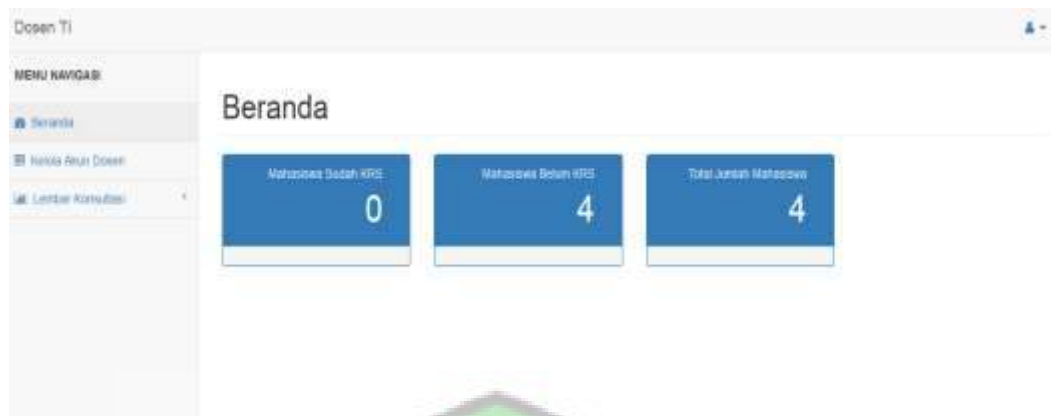 Dosen TI
MENU NAVIGASI
Beranda
Kelola Akun Dosen
Lembar Konsultasi
Beranda
Mahasiswa Sudah KRS
0
Mahasiswa Belum KRS
4
Total Jumlah Mahasiswa
4